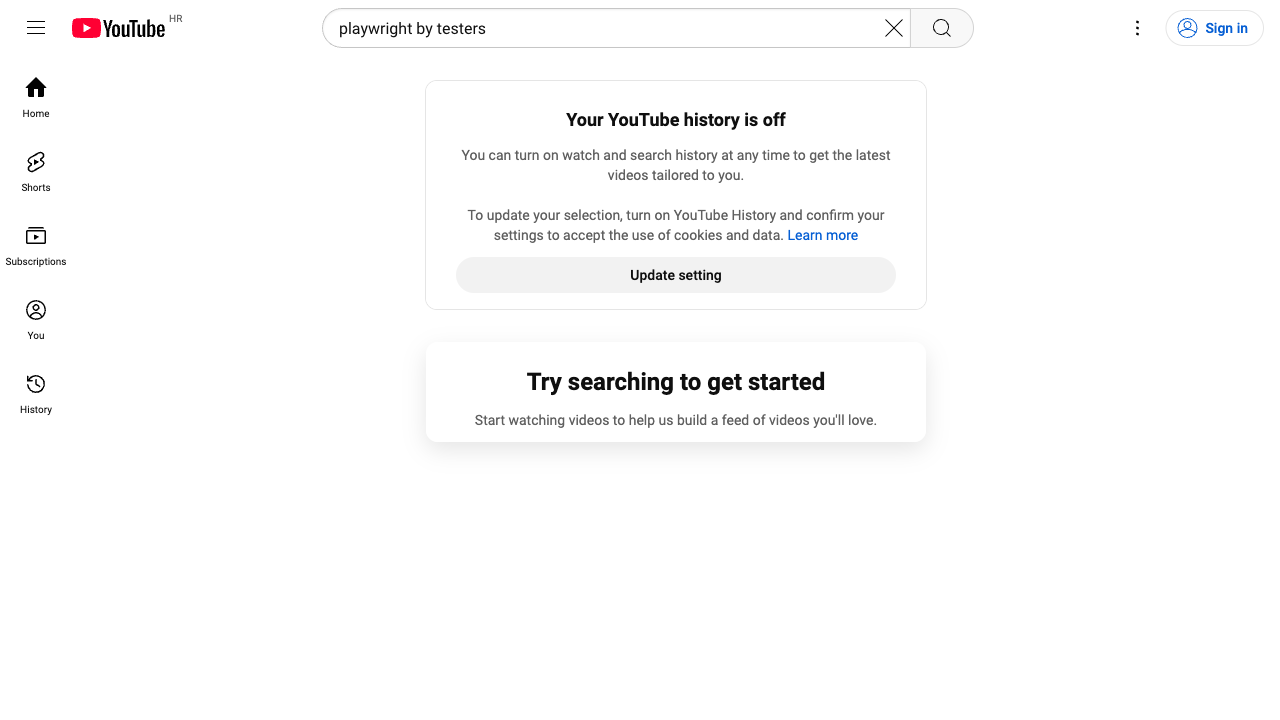 YouTube HR
playwright by testers
Sign in
Home
Shorts
Subscriptions
You
History
Your YouTube history is off
You can turn on watch and search history at any time to get the latest
videos tailored to you.
To update your selection, turn on YouTube History and confirm your
settings to accept the use of cookies and data. Learn more
Update setting
Try searching to get started
Start watching videos to help us build a feed of videos you'll love.